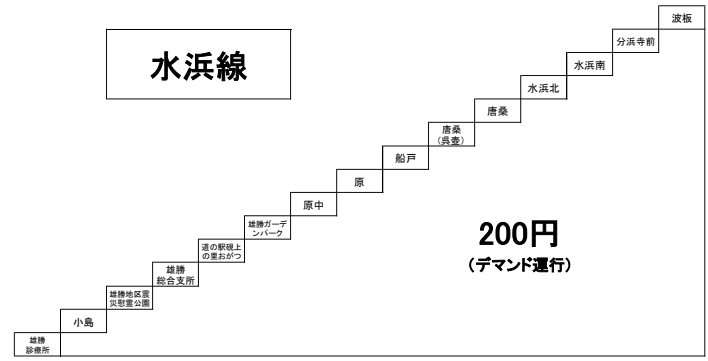 波板
分浜寺前
水浜線
水浜南
水浜北
唐桑
唐桑
(呉壷)
船戸
原
原中
雄勝ガーデ
ンパーク
200円
(デマンド運行)
道の駅硯上
の里おがつ
雄勝
総合支所
雄勝地区震
災慰霊公園
小島
雄勝
診療所